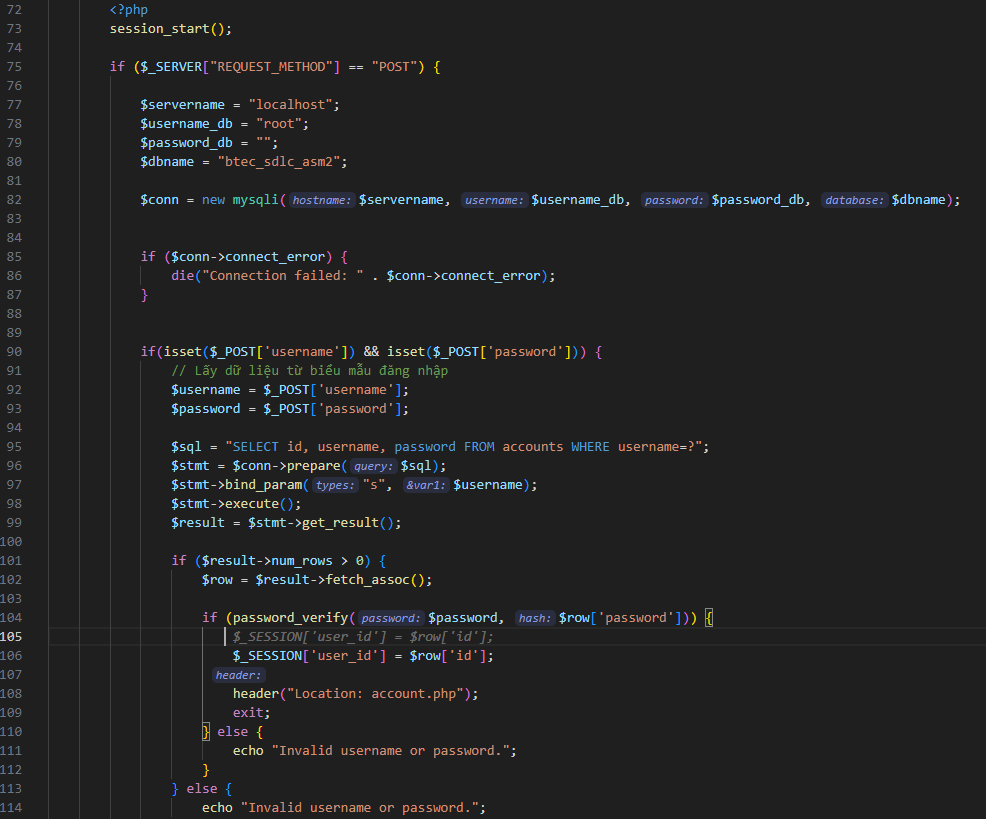 72 <?php
73 session_start();
74
75 if ($_SERVER["REQUEST_METHOD"] == "POST") {
76
77 $servername = "localhost";
78 $username_db = "root";
79 $password_db = "";
80 $dbname = "btec_sdlc_asm2";
81
82 $conn = new mysqli( hostname: $servername, username: $username_db, password: $password_db, database: $dbname);
83
84
85 if ($conn->connect_error) {
86 die("Connection failed: " . $conn->connect_error);
87 }
88
89
90 if(isset($_POST['username']) && isset($_POST['password'])) {
91 // Lấy dữ liệu từ biểu mẫu đăng nhập
92 $username = $_POST['username'];
93 $password = $_POST['password'];
94
95 $sql = "SELECT id, username, password FROM accounts WHERE username=?";
96 $stmt = $conn->prepare( query: $sql);
97 $stmt->bind_param( types: "s", &var1: $username);
98 $stmt->execute();
99 $result = $stmt->get_result();
100
101 if ($result->num_rows > 0) {
102 $row = $result->fetch_assoc();
103
104 if (password_verify( password: $password, hash: $row['password'])) {
105 $_SESSION['user_id'] = $row['id'];
106 $_SESSION['user_id'] = $row['id'];
107 header:
108 header("Location: account.php");
109 exit;
110 } else {
111 echo "Invalid username or password.";
112 }
113 } else {
114 echo "Invalid username or password.";